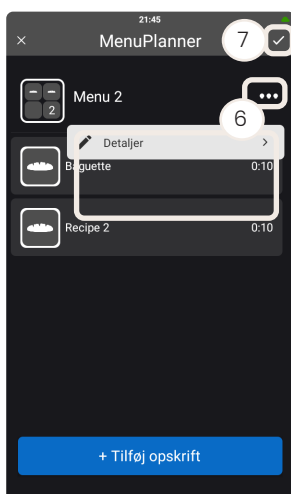 21:45
× MenuPlanner 7
2 Menu 2
6
Detaljer
Baguette 0:10
Recipe 2 0:10
+ Tilføj opskrift